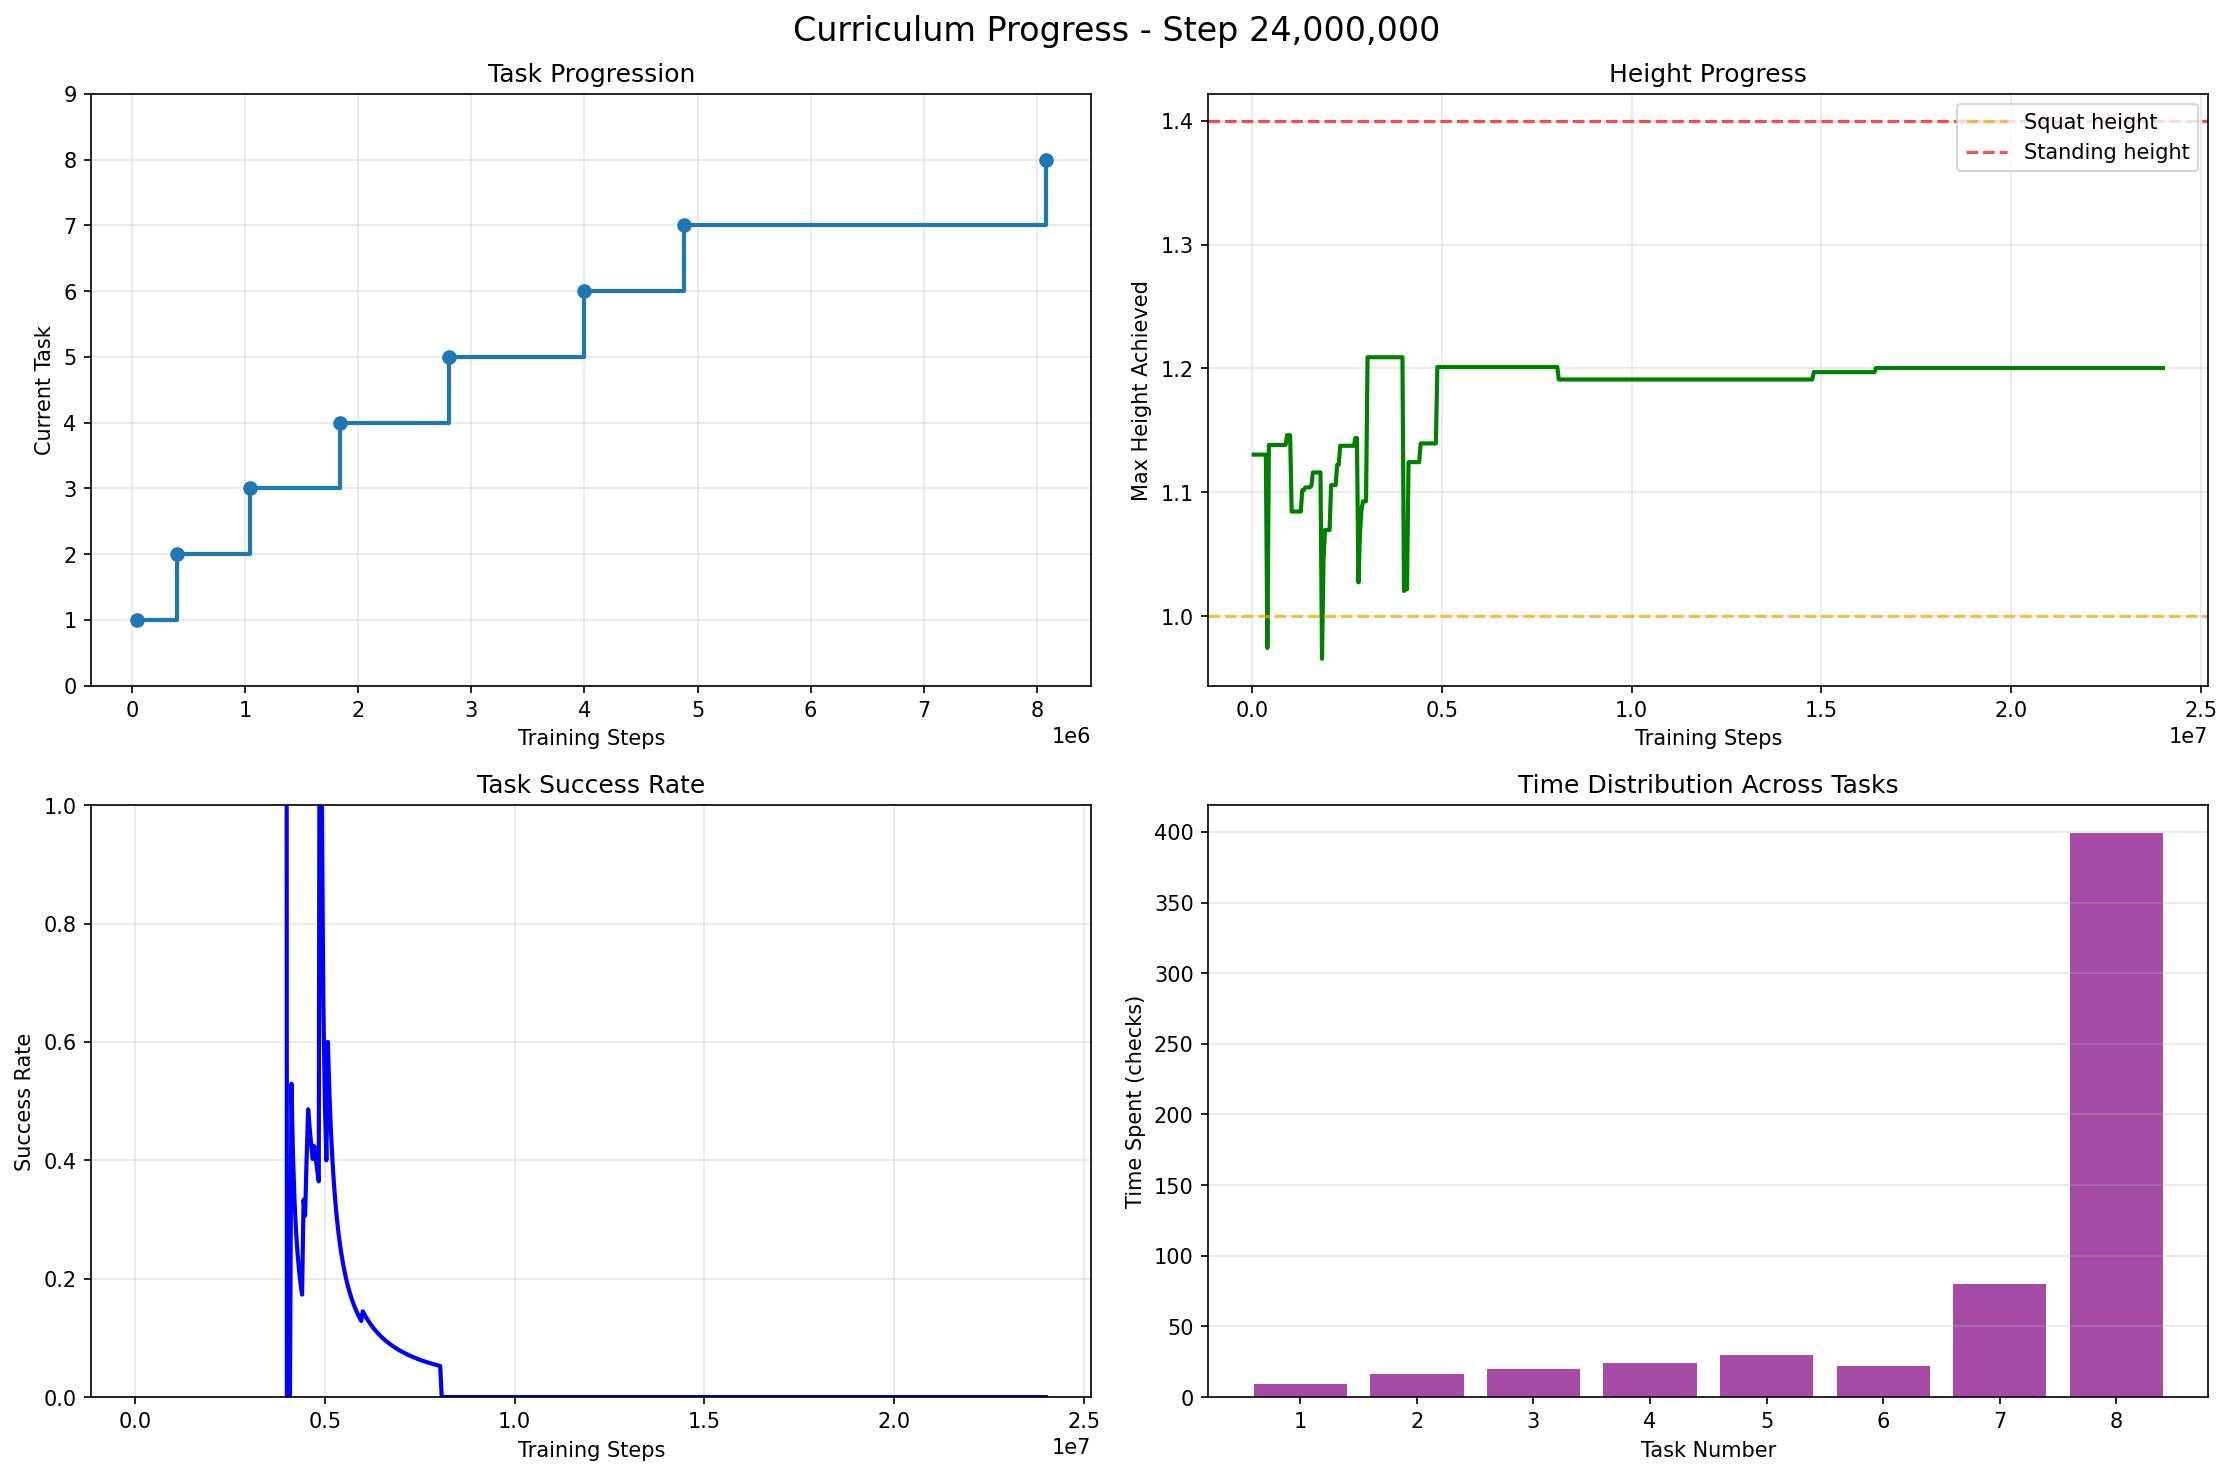 Curriculum Progress - Step 24,000,000
Task Progression
9
8
7
6
5
4
3
2
1
0
Current Task
0 1 2 3 4 5 6 7 8
1e6
Training Steps
Height Progress
Squat height
Standing height
1.4
1.3
1.2
1.1
1.0
Max Height Achieved
0.0 0.5 1.0 1.5 2.0 2.5
1e7
Training Steps
Task Success Rate
1.0
0.8
0.6
0.4
0.2
0.0
Success Rate
0.0 0.5 1.0 1.5 2.0 2.5
1e7
Training Steps
Time Distribution Across Tasks
400
350
300
250
200
150
100
50
0
Time Spent (checks)
1 2 3 4 5 6 7 8
Task Number